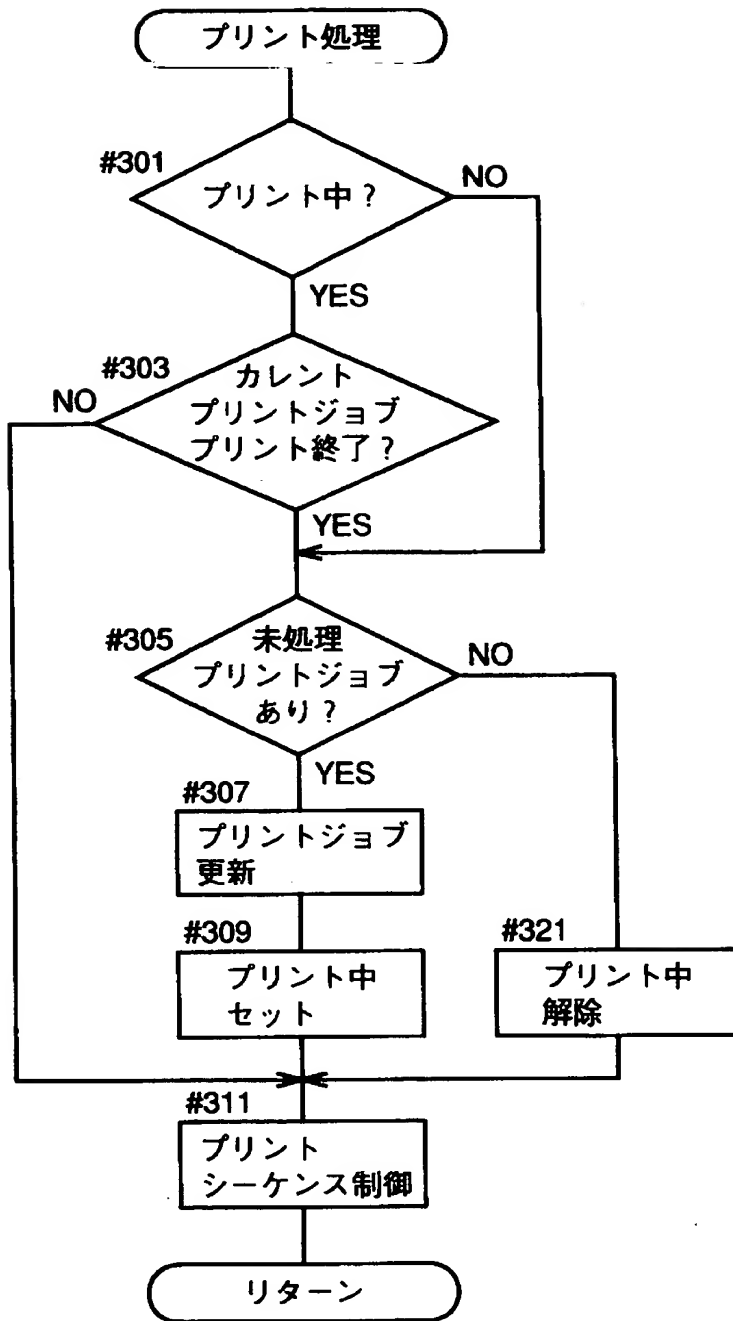 プリント処理
#301
プリント中?
NO
YES
#303
カレント
プリントジョブ
プリント終了?
NO
YES
#305
未処理
プリントジョブ
あり?
NO
YES
#307
プリントジョブ
更新
#309
プリント中
セット
#321
プリント中
解除
#311
プリント
シーケンス制御
リターン